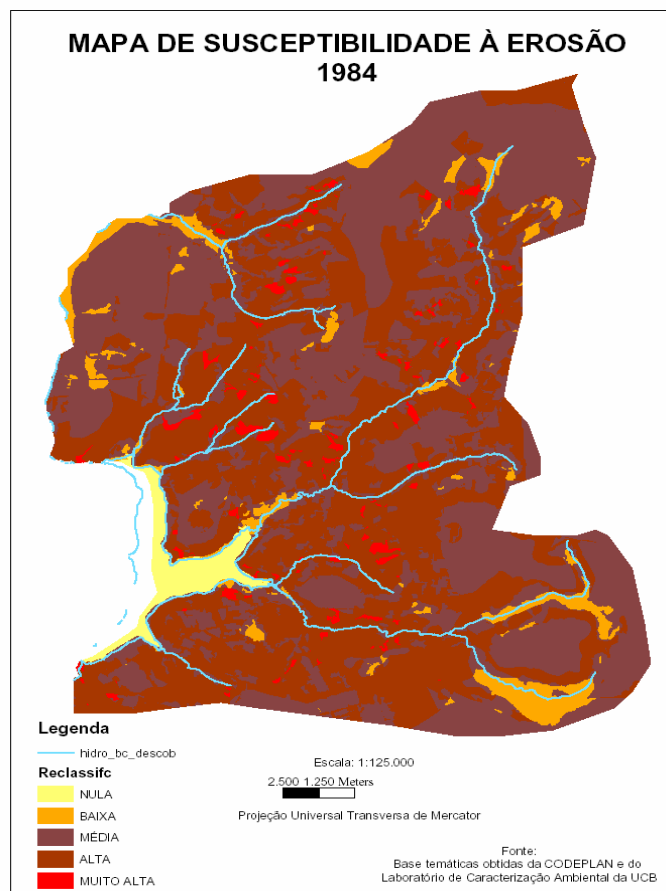 MAPA DE SUSCEPTIBILIDADE À EROSÃO
1984
Legenda
hidro_bc_descob
Reclassifc
NULA
BAIXA
MÉDIA
ALTA
MUITO ALTA
Escala: 1:125.000
2.500 1.250 Meters
Projeção Universal Transversa de Mercator
Fonte:
Base temáticas obtidas da CODEPLAN e do
Laboratório de Caracterização Ambiental da UCB